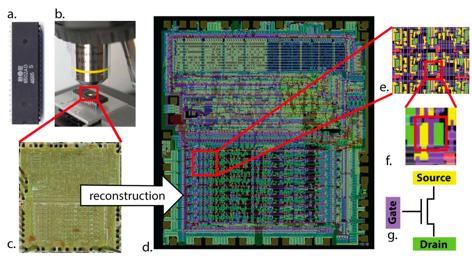 a.
b.
c.
reconstruction
d.
e.
f.
Source
Gate
g.
Drain